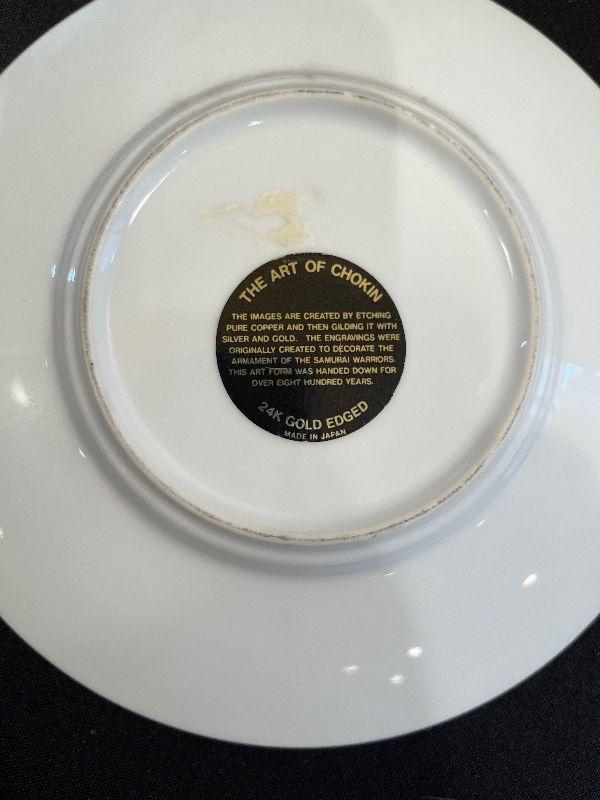 THE ART OF CHOKIN
THE IMAGES ARE CREATED BY ETCHING
PURE COPPER AND THEN GILDING IT WITH
SILVER AND GOLD. THE ENGRAVINGS WERE
ORIGINALLY CREATED TO DECORATE THE
ARMAMENT OF THE SAMURAI WARRIORS.
THIS ART FORM WAS HANDED DOWN FOR
OVER EIGHT HUNDRED YEARS.
24K GOLD EDGED
MADE IN JAPAN